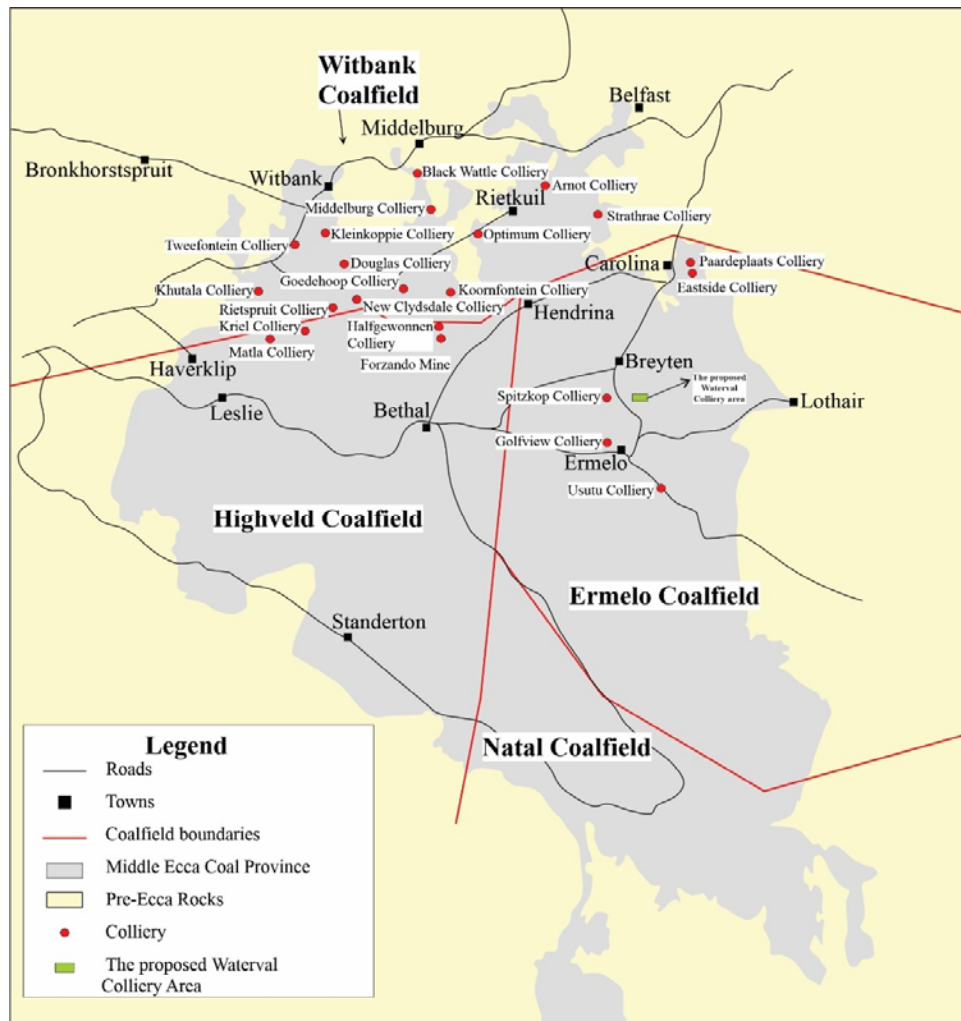 Witbank
Coalfield
Belfast
Middelburg
Bronkhorstspruit
Black Wattle Colliery
Witbank
Arnot Colliery
Rietkuil
Middelburg Colliery
Strathrae Colliery
Kleinkoppie Colliery
Optimum Colliery
Tweefontein Colliery
Douglas Colliery
Carolina
Paardeplaats Colliery
Goedehoop Colliery
Eastside Colliery
Khutala Colliery
Koornfontein Colliery
Rietspruit Colliery
New Clydsdale Colliery
Hendrina
Kriel Colliery
Halfgewonnen
Colliery
Matla Colliery
Forzando Mine
Haverklip
Breyten
The proposed
Waterval
Colliery area
Leslie
Spitzkop Colliery
Lothair
Bethal
Golfview Colliery
Ermelo
Usutu Colliery
Highveld Coalfield
Ermelo Coalfield
Standerton
Natal Coalfield
Legend
Roads
Towns
Coalfield boundaries
Middle Ecca Coal Province
Pre-Ecca Rocks
Colliery
The proposed Waterval
Colliery Area